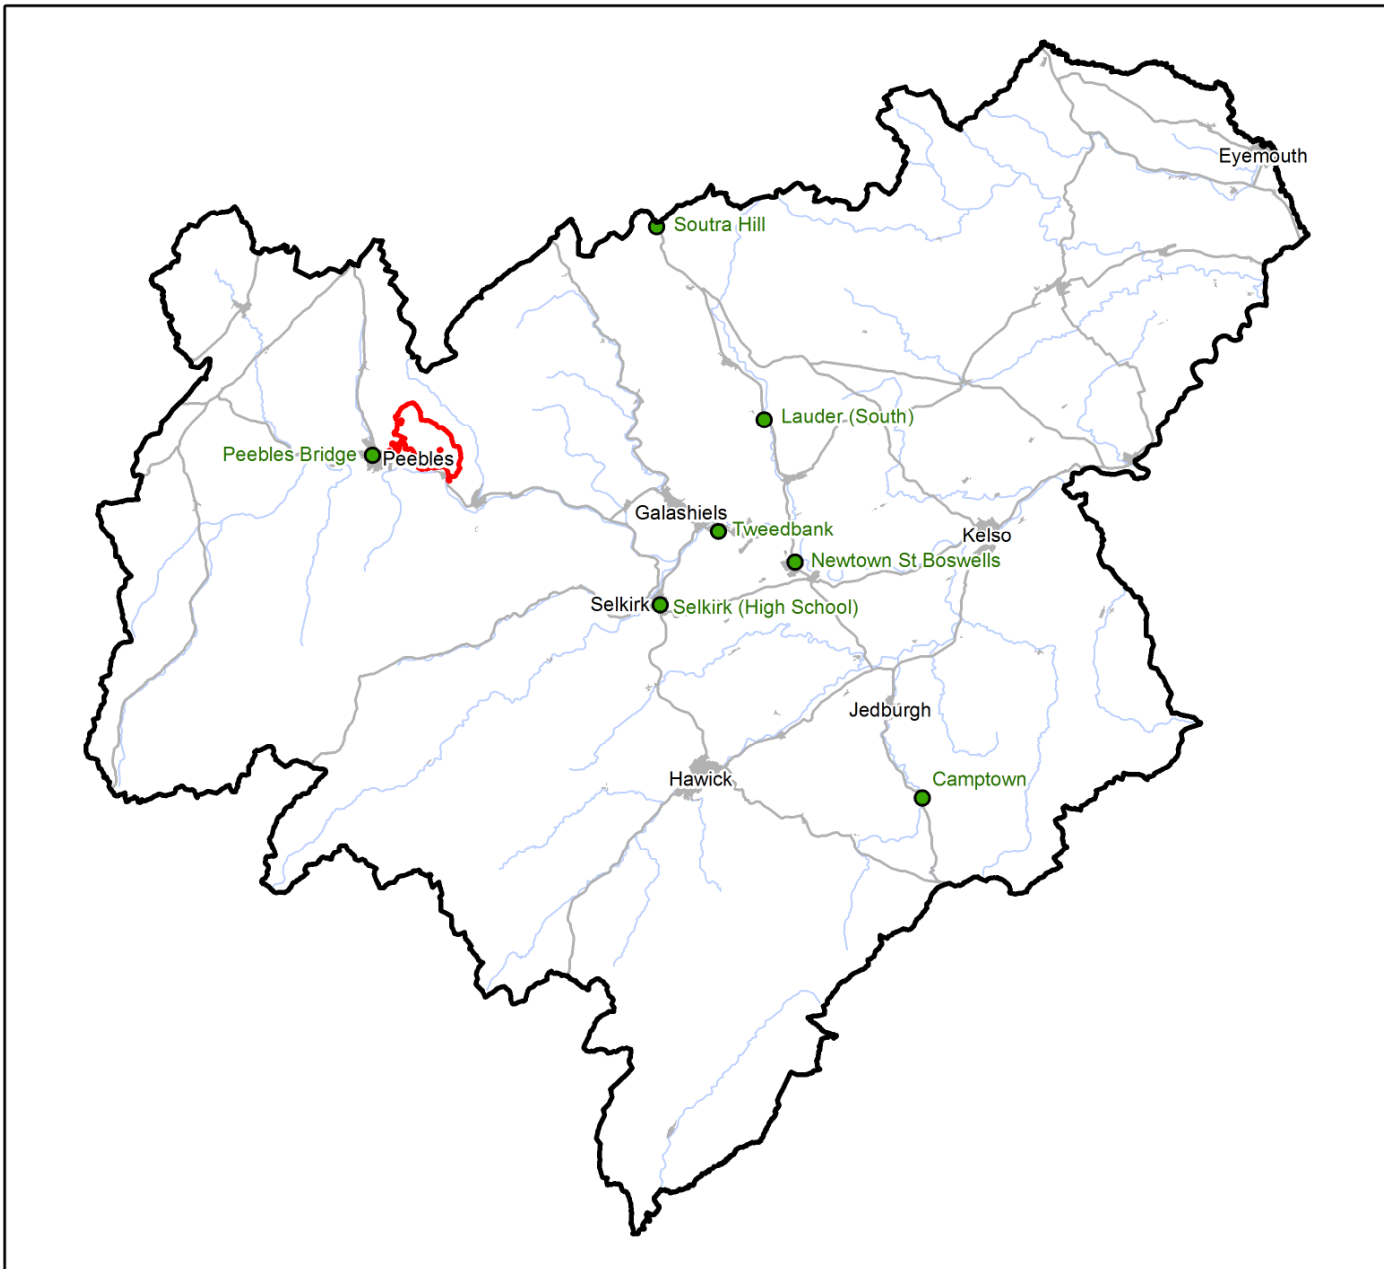 Eyemouth
Soutra Hill
Lauder (South)
Peebles Bridge
Peebles
Galashiels
Tweedbank
Kelso
Newtown St Boswells
Selkirk
Selkirk (High School)
Jedburgh
Hawick
Camptown